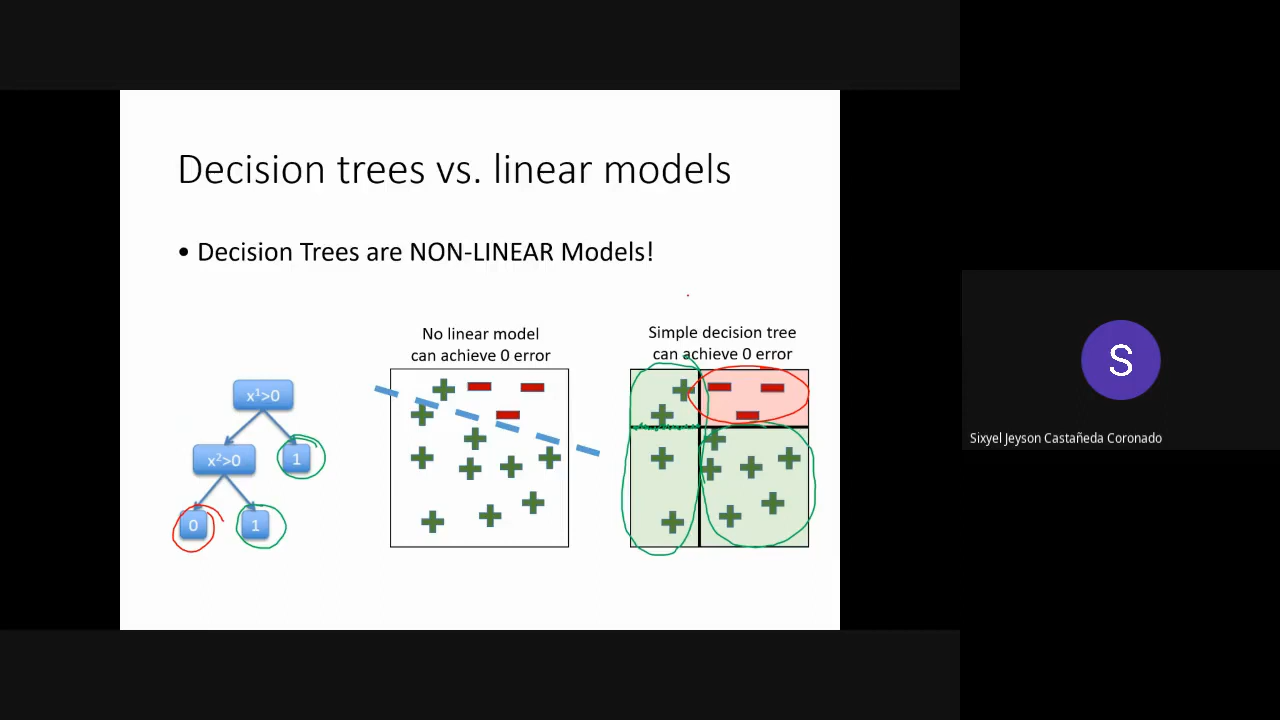 Decision trees vs. linear models
• Decision Trees are NON-LINEAR Models!
No linear model
can achieve 0 error
Simple decision tree
can achieve 0 error
x¹>0
x²>0
1
0
1
S
Sixyel Jeyson Castañeda Coronado